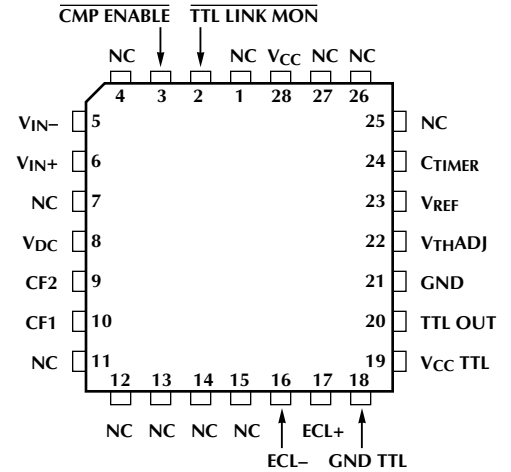 CMP ENABLE TTL LINK MON
NC NC VCC NC NC
4 3 2 1 28 27 26
VIN– 5 25 NC
VIN+ 6 24 CTIMER
NC 7 23 VREF
VDC 8 22 VTHADJ
CF2 9 21 GND
CF1 10 20 TTL OUT
NC 11 19 VCC TTL
12 13 14 15 16 17 18
NC NC NC NC ECL+
ECL– GND TTL